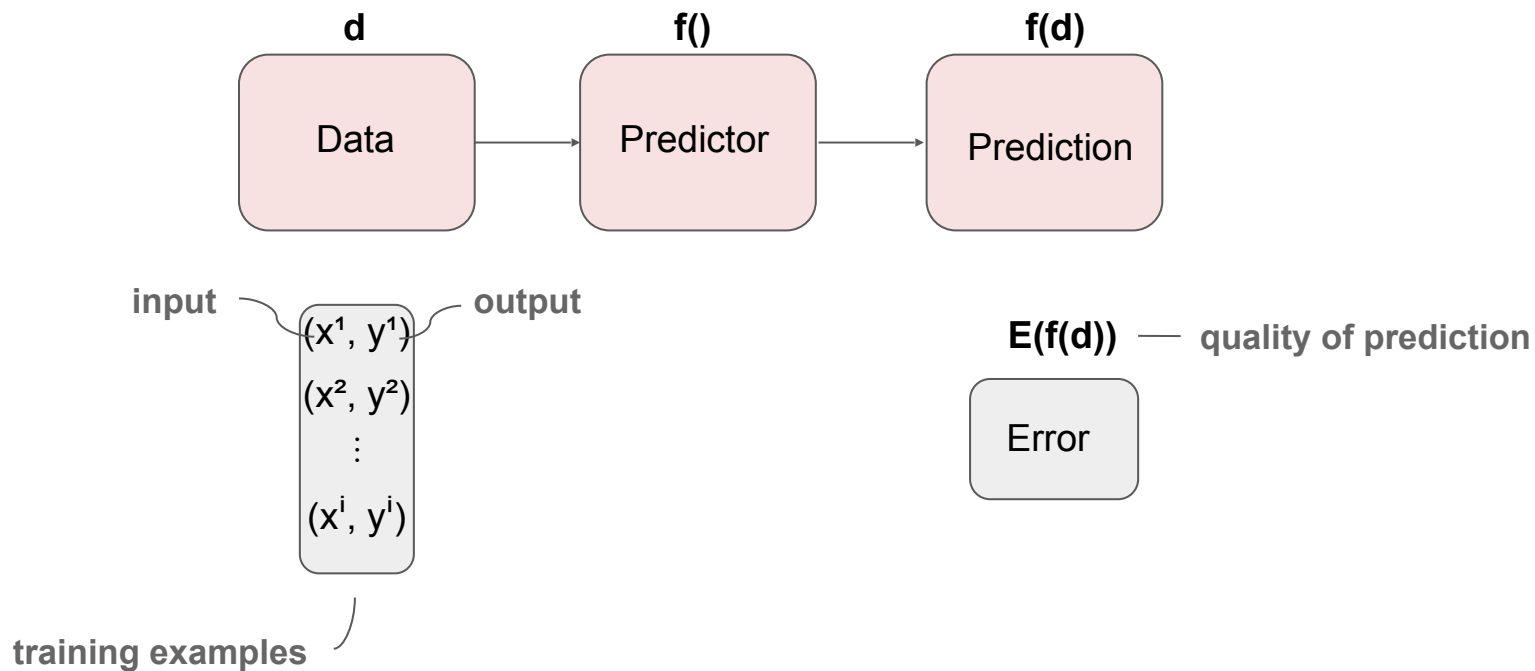 d
f()
f(d)
Data
Predictor
Prediction
input
output
(x¹, y¹)
(x², y²)
⋮
(xⁱ, yⁱ)
training examples
E(f(d))
quality of prediction
Error